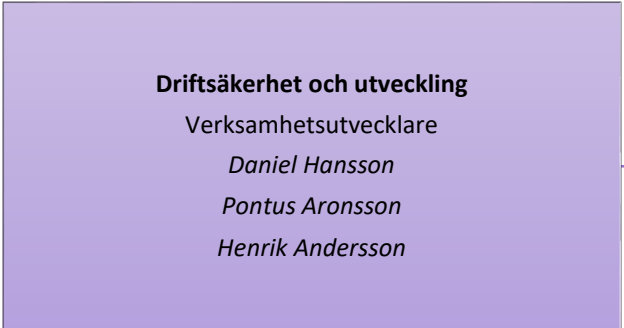 Driftsäkerhet och utveckling
Verksamhetsutvecklare
Daniel Hansson
Pontus Aronsson
Henrik Andersson